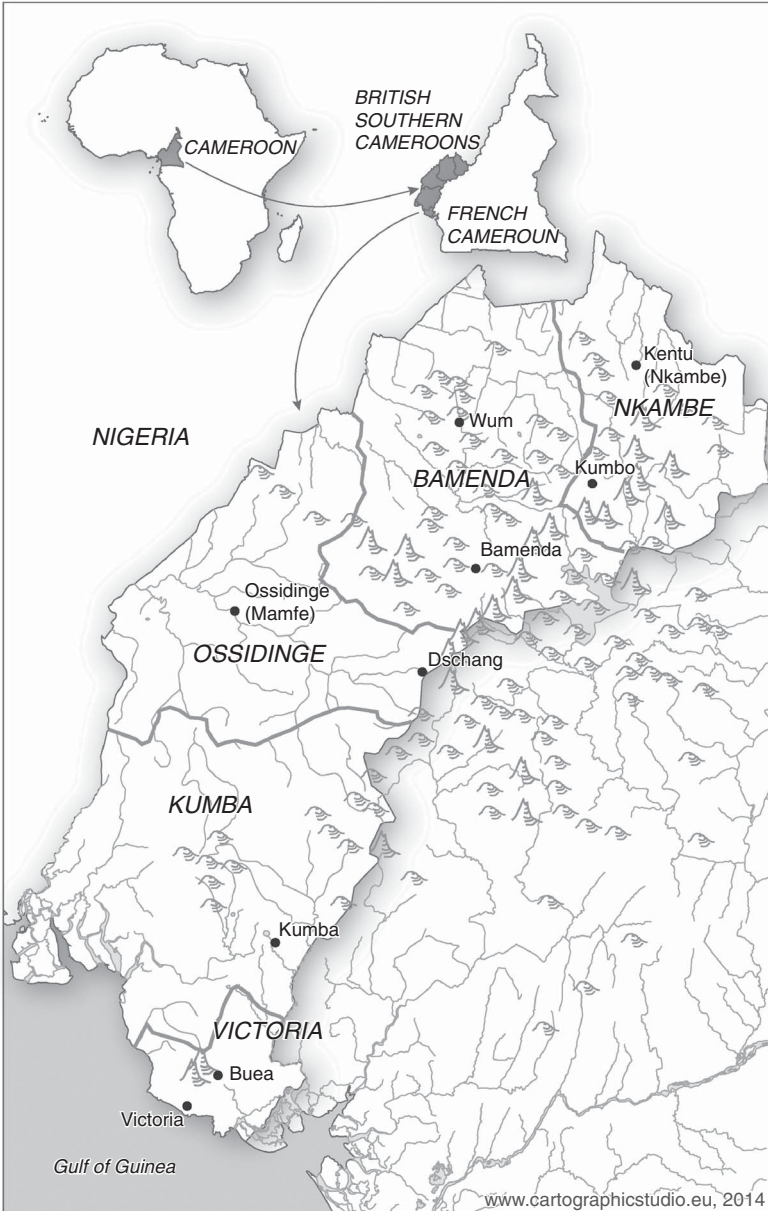 CAMEROON
BRITISH
SOUTHERN
CAMEROONS
FRENCH
CAMEROUN
NIGERIA
Kentu
(Nkambe)
NKAMBE
Wum
BAMENDA
Kumbo
Bamenda
Ossidinge
(Mamfe)
OSSIDINGE
Dschang
KUMBA
Kumba
VICTORIA
Buea
Victoria
Gulf of Guinea
www.cartographicstudio.eu, 2014